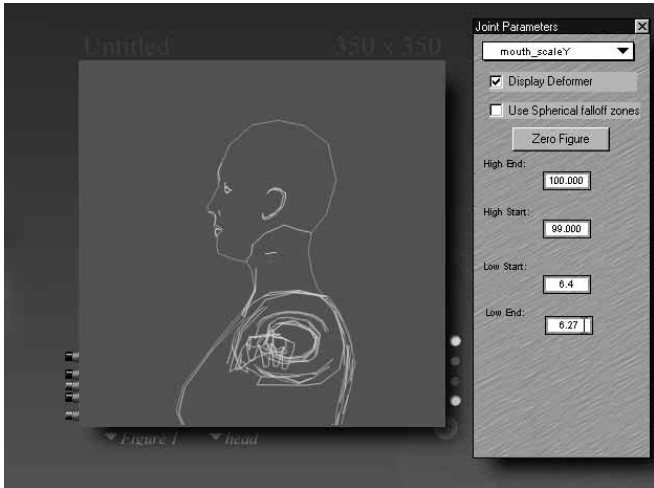 Untitled 350 x 350
Joint Parameters
mouth_scaleY
Display Deformer
Use Spherical falloff zones
Zero Figure
High End:
100.000
High Start:
99.000
Low Start:
6.4
Low End:
6.27
Figure 1 head